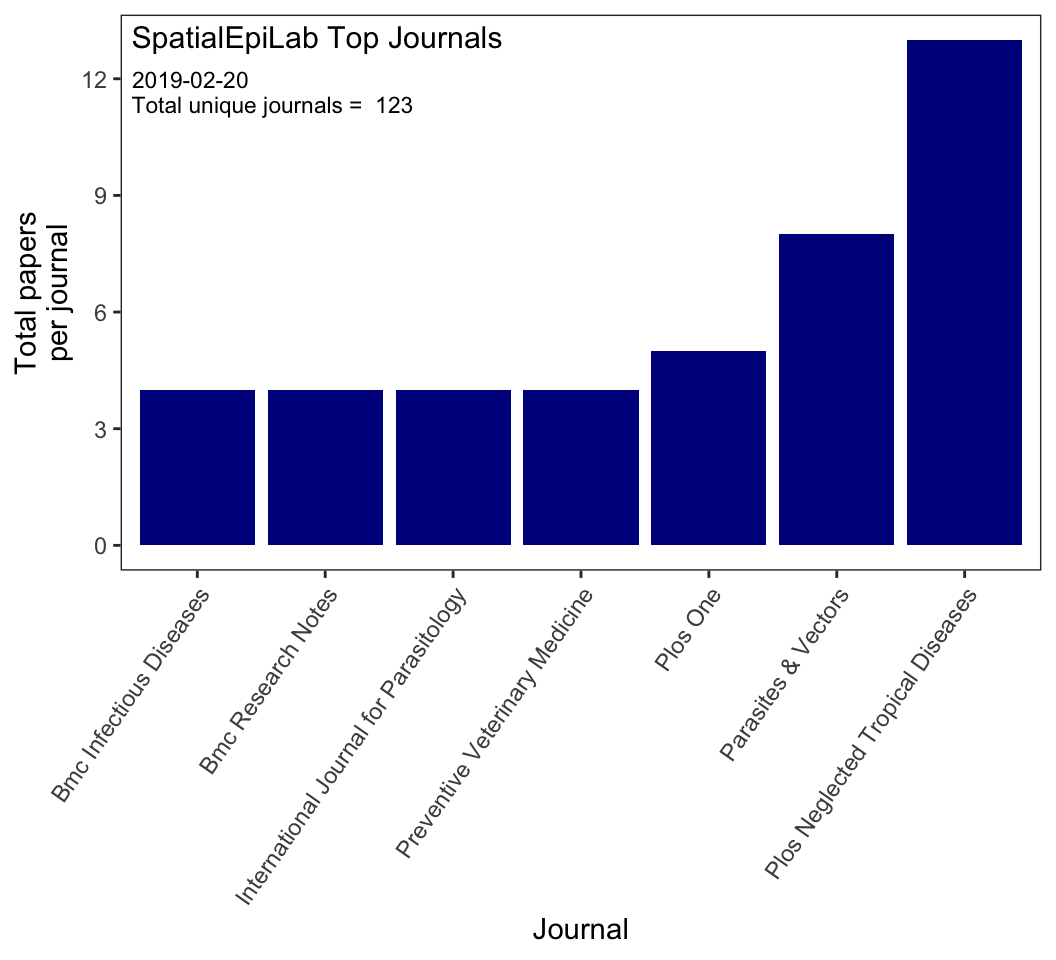 SpatialEpiLab Top Journals
2019-02-20
Total unique journals =  123
Total papers
per journal
12
9
6
3
0
Bmc Infectious Diseases
Bmc Research Notes
International Journal for Parasitology
Preventive Veterinary Medicine
Plos One
Parasites & Vectors
Plos Neglected Tropical Diseases
Journal